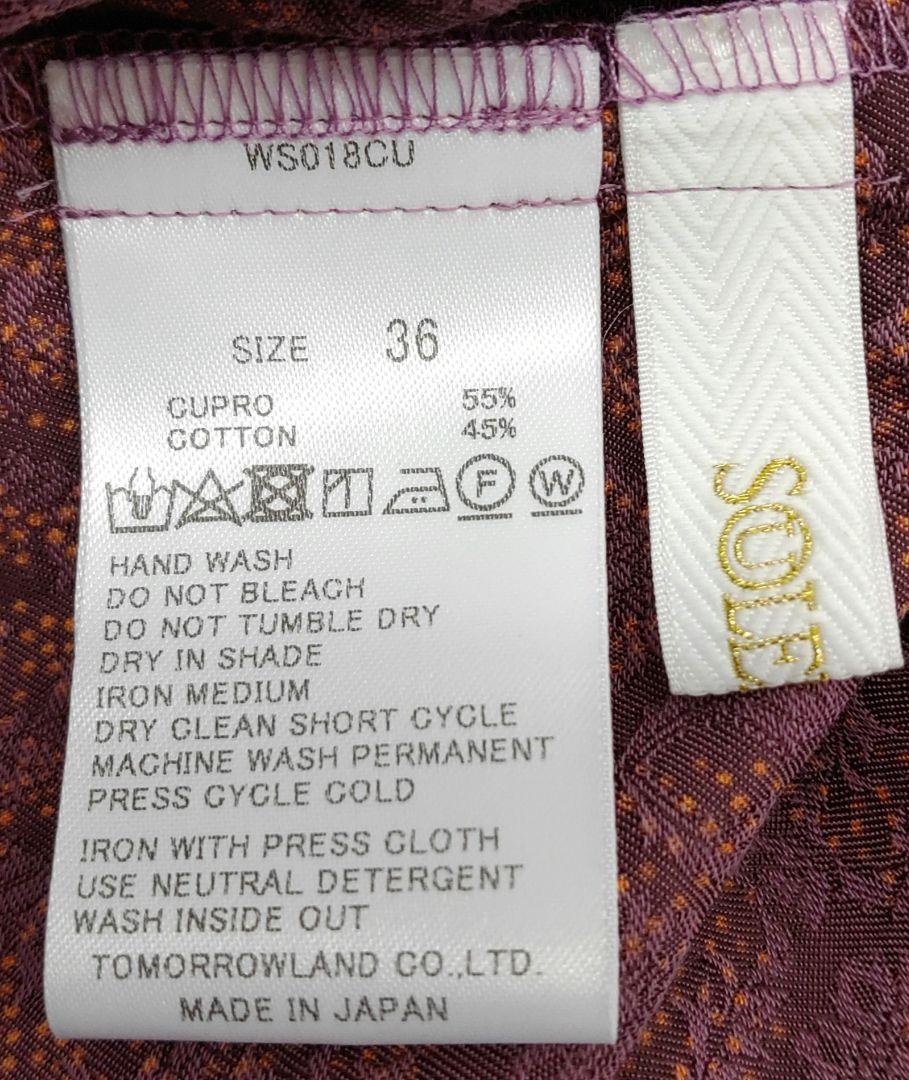 WS018CU
SIZE 36
CUPRO 55%
COTTON 45%
1 F W
HAND WASH
DO NOT BLEACH
DO NOT TUMBLE DRY
DRY IN SHADE
IRON MEDIUM
DRY CLEAN SHORT CYCLE
MACHINE WASH PERMANENT
PRESS CYCLE COLD
IRON WITH PRESS CLOTH
USE NEUTRAL DETERGENT
WASH INSIDE OUT
TOMORROWLAND CO.,LTD.
MADE IN JAPAN
SOLE